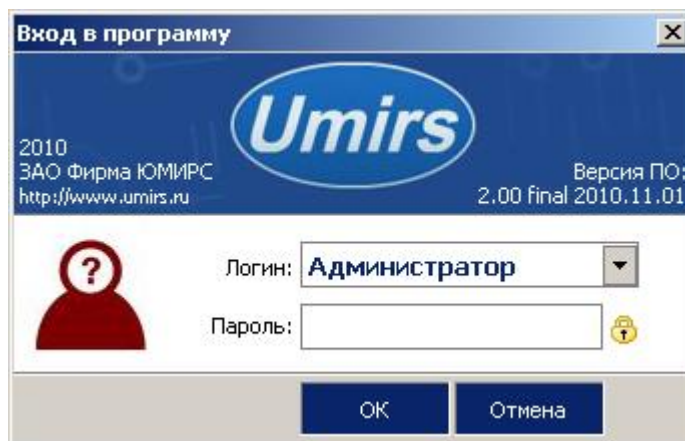 Вход в программу
Umirs
2010
ЗАО Фирма ЮМИРС
http://www.umirs.ru
Версия ПО:
2.00 final 2010.11.01
?
Логин: Администратор
Пароль:
ОК Отмена